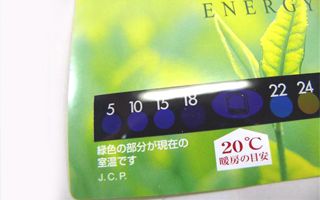 ENERGY
5 10 15 18 22 24
緑色の部分が現在の
室温です
J.C.P.
20℃
暖房の目安